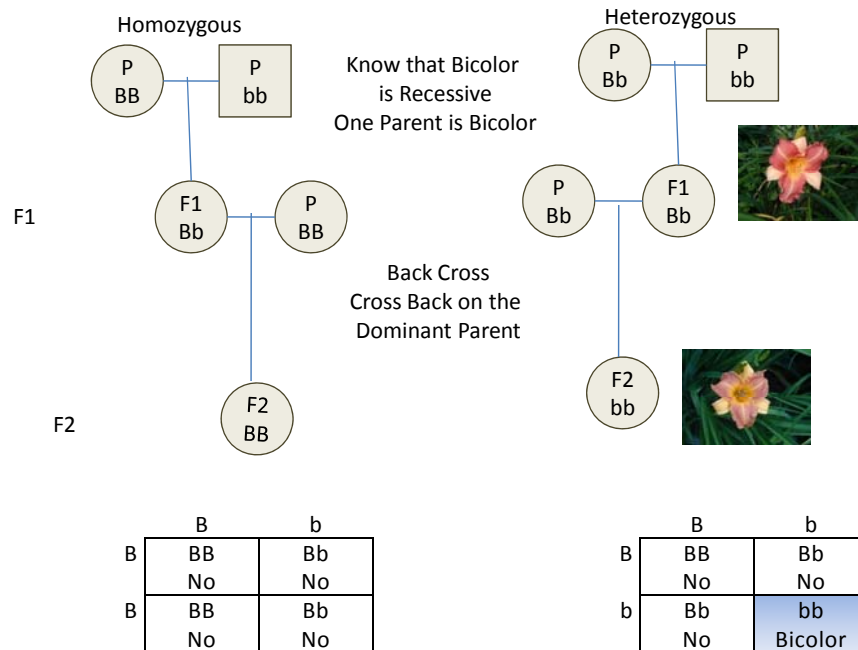 Homozygous
Heterozygous
P
BB
P
bb
Know that Bicolor
is Recessive
One Parent is Bicolor
P
Bb
P
bb
F1
F1
Bb
P
BB
P
Bb
F1
Bb
Back Cross
Cross Back on the
Dominant Parent
F2
F2
BB
F2
bb
B b
B BB Bb
No No
B BB Bb
No No
B b
B BB Bb
No No
b Bb bb
No Bicolor